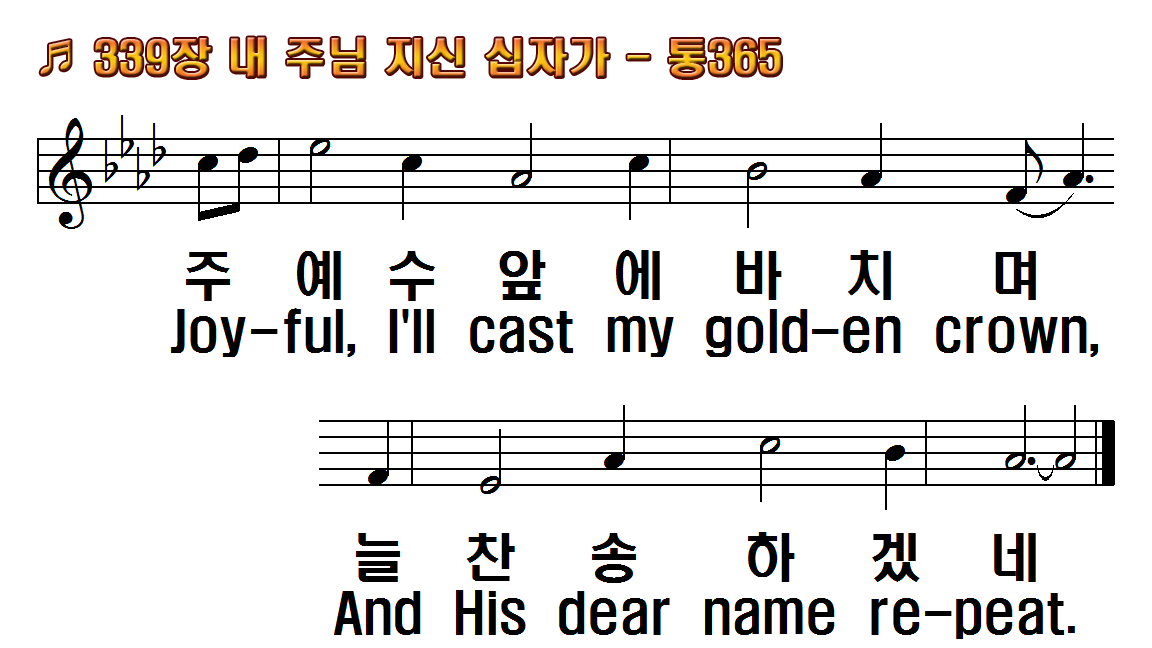 ♬ 339장 내 주님 지신 십자가 - 통365
주 예 수 앞 에 바 치 며
Joy-ful, I'll cast my gold-en crown,
늘 찬 송 하 겠 네
And His dear name re-peat.